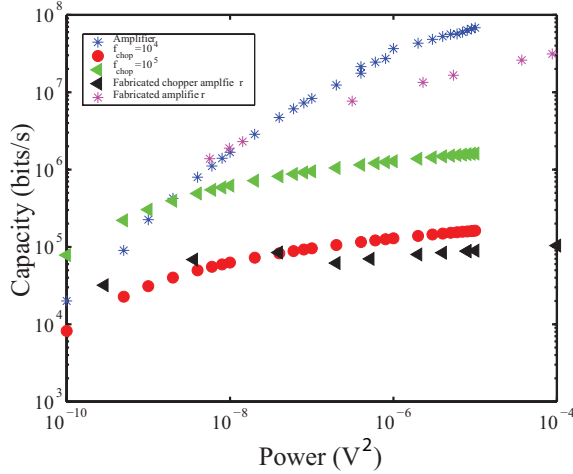 10^8
10^7
10^6
10^5
10^4
10^3
Capacity (bits/s)
Amplifier
f_chop=10^4
f_chop=10^5
Fabricated chopper amplfie r
Fabricated amplifie r
10^-10
10^-8
10^-6
10^-4
Power (V^2)